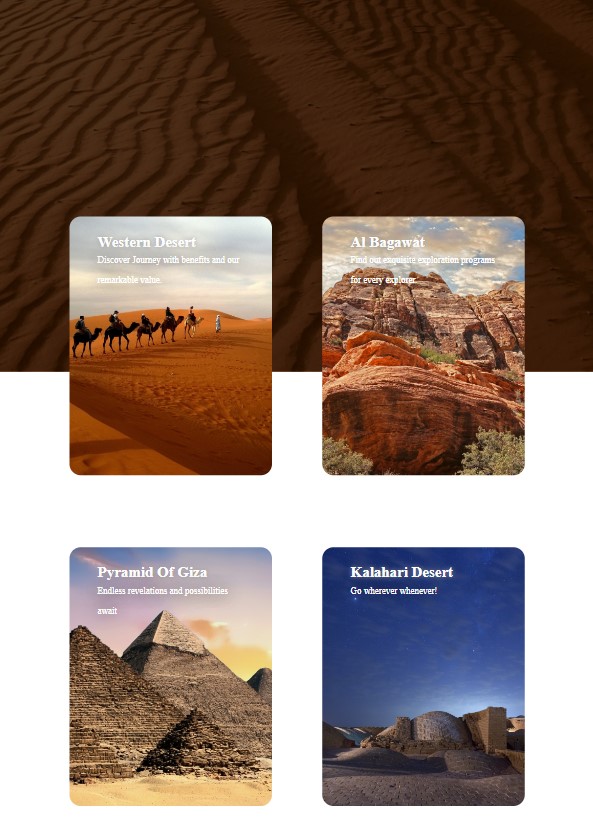 Western Desert
Discover Journey with benefits and our
remarkable value.
Al Bagawat
Find our exquisite exploration programs
for every explorer
Pyramid Of Giza
Endless revelations and possibilities
await
Kalahari Desert
Go wherever whenever!